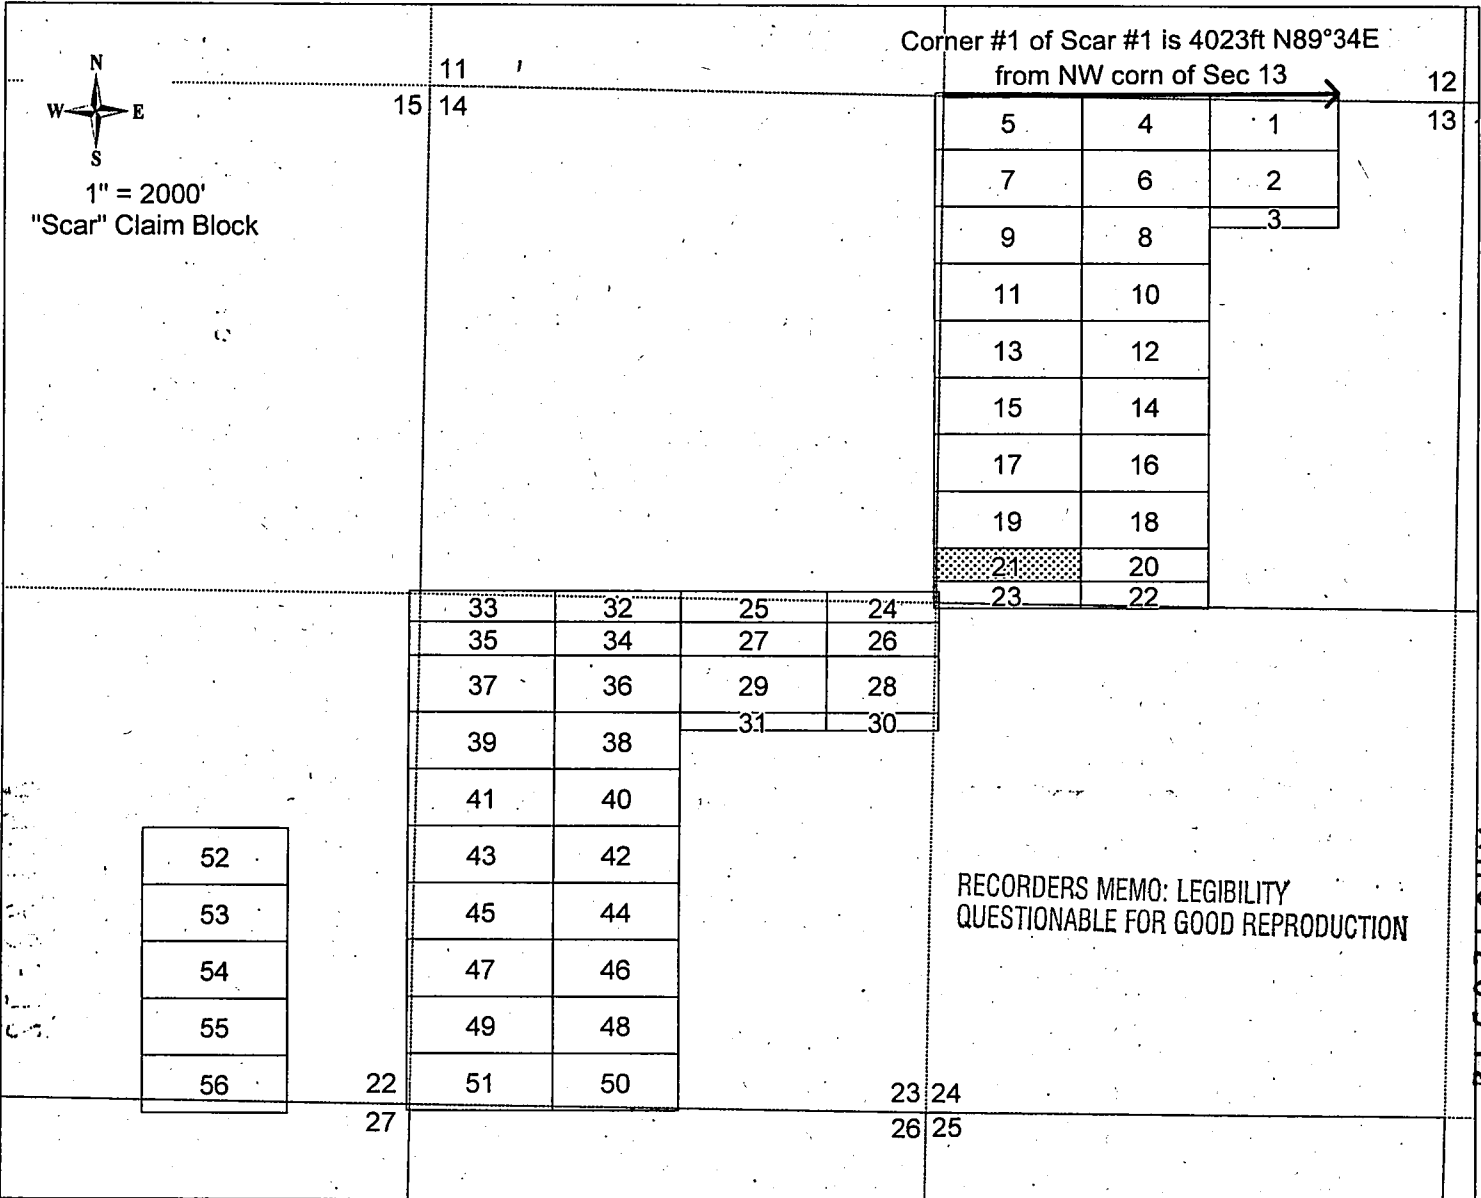 Corner #1 of Scar #1 is 4023ft N89°34E
from NW corn of Sec 13
N
W E
S
1" = 2000'
"Scar" Claim Block
11
12
15 14
13
5 4 1
7 6 2
3
9 8
11 10
13 12
15 14
17 16
19 18
21 20
23 22
33 32 25 24
35 34 27 26
37 36 29 28
31 30
39 38
41 40
43 42
52
45 44
53
47 46
54
49 48
55
51 50
56
22
27
23 24
26 25
RECORDERS MEMO: LEGIBILITY
QUESTIONABLE FOR GOOD REPRODUCTION